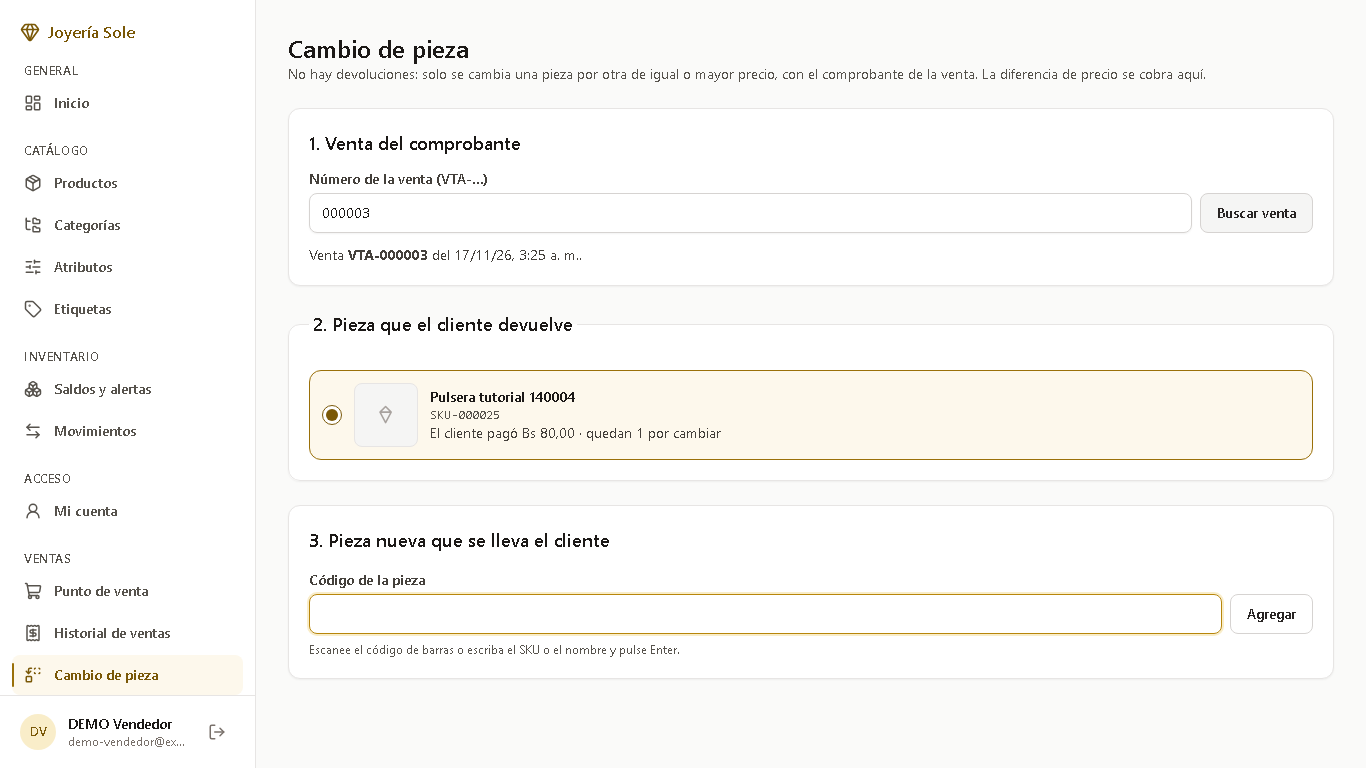 Joyería Sole
GENERAL
Inicio
CATÁLOGO
Productos
Categorías
Atributos
Etiquetas
INVENTARIO
Saldos y alertas
Movimientos
ACCESO
Mi cuenta
VENTAS
Punto de venta
Historial de ventas
Cambio de pieza
DV
DEMO Vendedor
demo-vendedor@ex...
Cambio de pieza
No hay devoluciones: solo se cambia una pieza por otra de igual o mayor precio, con el comprobante de la venta. La diferencia de precio se cobra aquí.
1. Venta del comprobante
Número de la venta (VTA-...)
000003
Buscar venta
Venta VTA-000003 del 17/11/26, 3:25 a. m..
2. Pieza que el cliente devuelve
Pulsera tutorial 140004
SKU-000025
El cliente pagó Bs 80,00 · quedan 1 por cambiar
3. Pieza nueva que se lleva el cliente
Código de la pieza
Agregar
Escanee el código de barras o escriba el SKU o el nombre y pulse Enter.